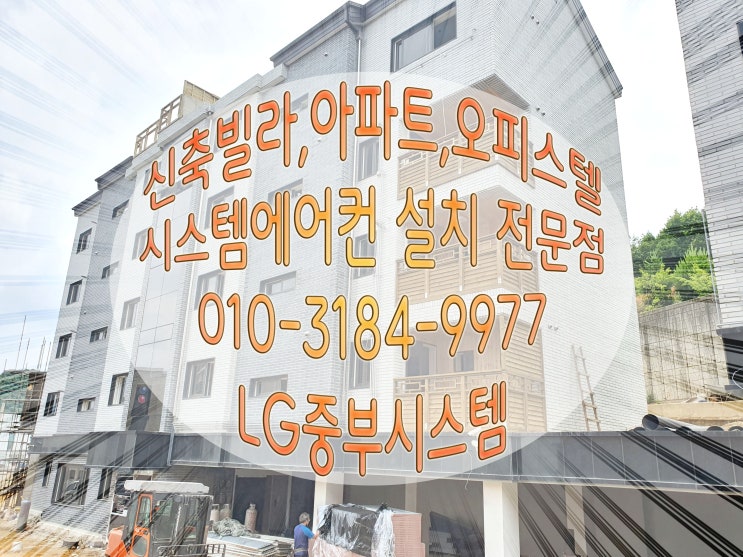 신축빌라,아파트,오피스텔
시스템에어컨 설치 전문점
010-3184-9977
LG중부시스템